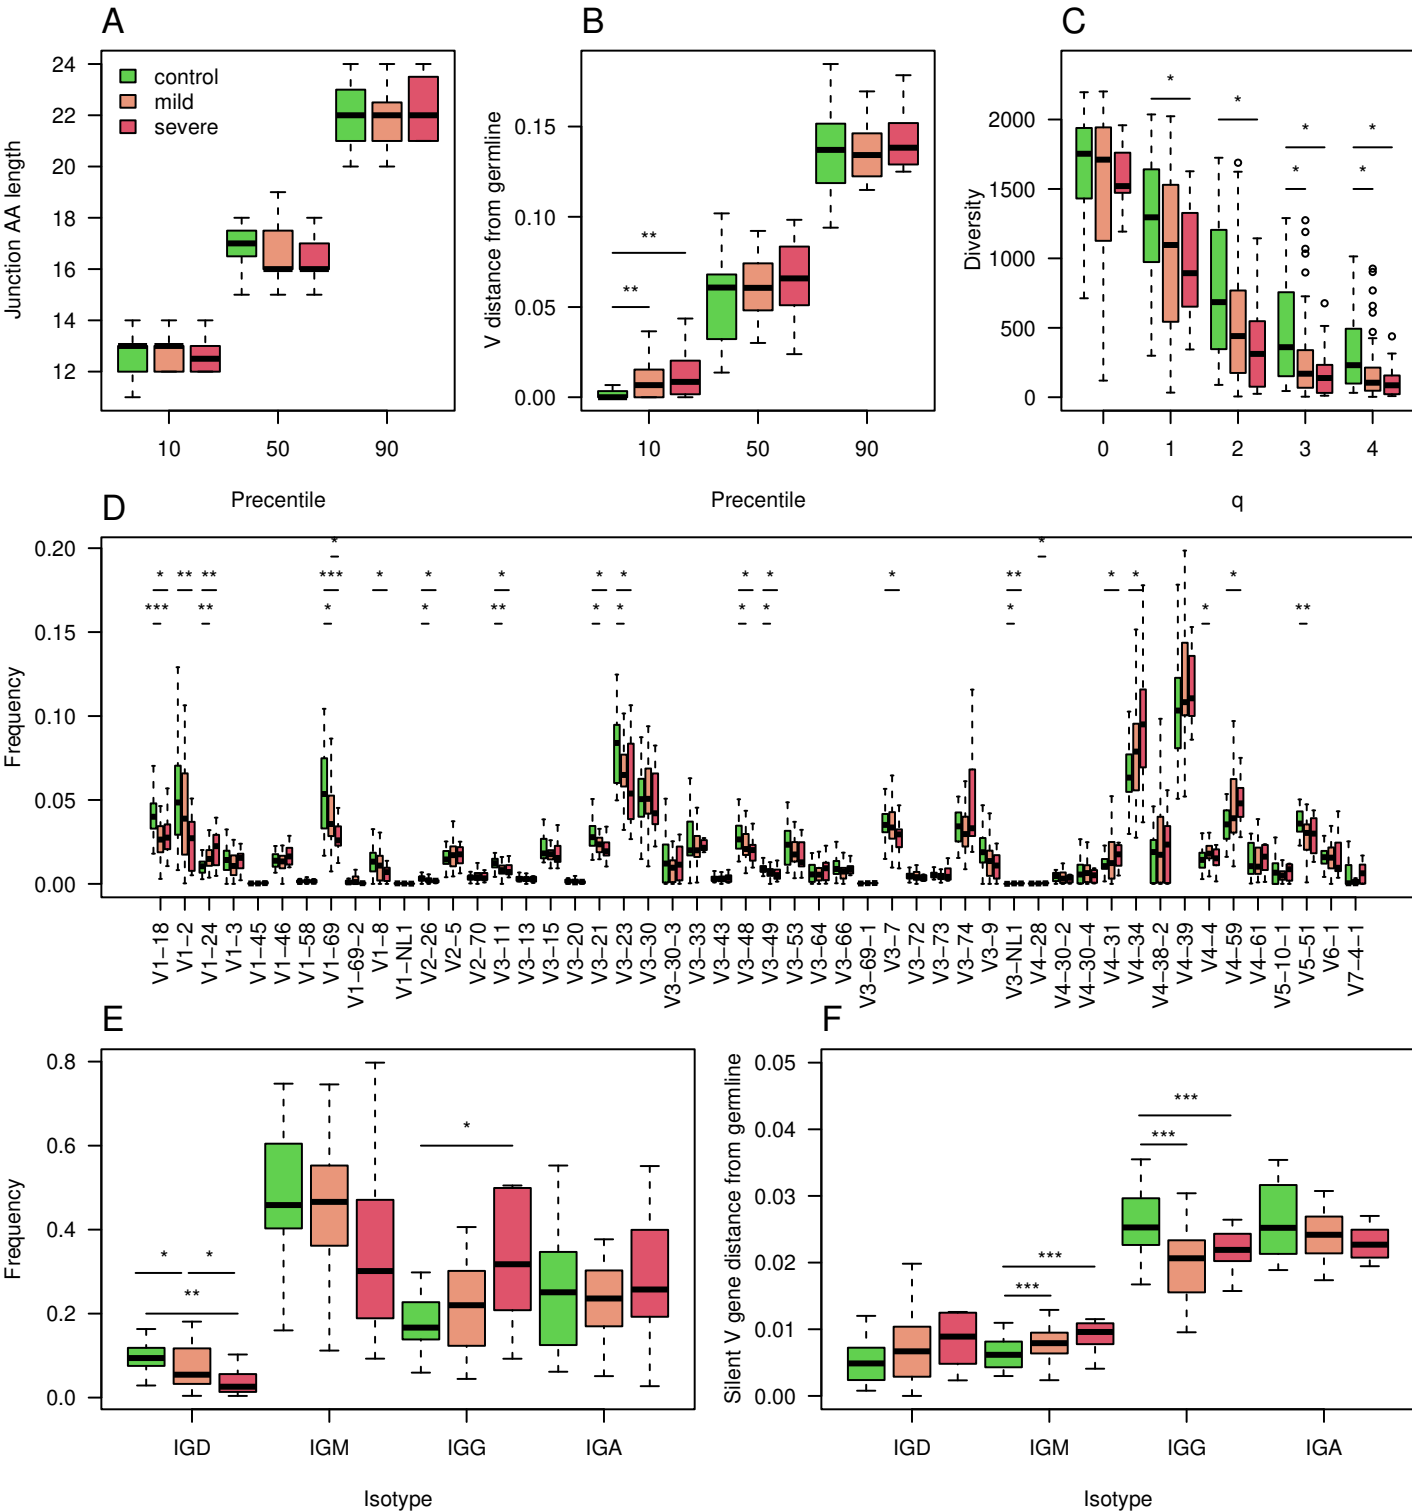 A
B
C
24
22
20
18
16
14
12
Junction AA length
control
mild
severe
10
50
90
Precentile
0.15
0.10
0.05
0.00
V distance from germline
**
**
10
50
90
Precentile
2000
1500
1000
500
0
Diversity
*
*
*
*
*
*
0
1
2
3
4
q
D
0.20
0.15
0.10
0.05
0.00
Frequency
* *
* ** ** *** * * * * * * * * ** * * *
*** ** * * ** * * * * * * **
V1−18
V1−2
V1−24
V1−3
V1−45
V1−46
V1−58
V1−69
V1−69−2
V1−8
V1−NL1
V2−26
V2−5
V2−70
V3−11
V3−13
V3−15
V3−20
V3−21
V3−23
V3−30
V3−30−3
V3−33
V3−43
V3−48
V3−49
V3−53
V3−64
V3−66
V3−69−1
V3−7
V3−72
V3−73
V3−74
V3−9
V3−NL1
V4−28
V4−30−2
V4−30−4
V4−31
V4−34
V4−38−2
V4−39
V4−4
V4−59
V4−61
V5−10−1
V5−51
V6−1
V7−4−1
E
0.8
0.6
0.4
0.2
0.0
Frequency
* *
**
*
IGD
IGM
IGG
IGA
Isotype
F
0.05
0.04
0.03
0.02
0.01
0.00
Silent V gene distance from germline
***
***
***
***
IGD
IGM
IGG
IGA
Isotype